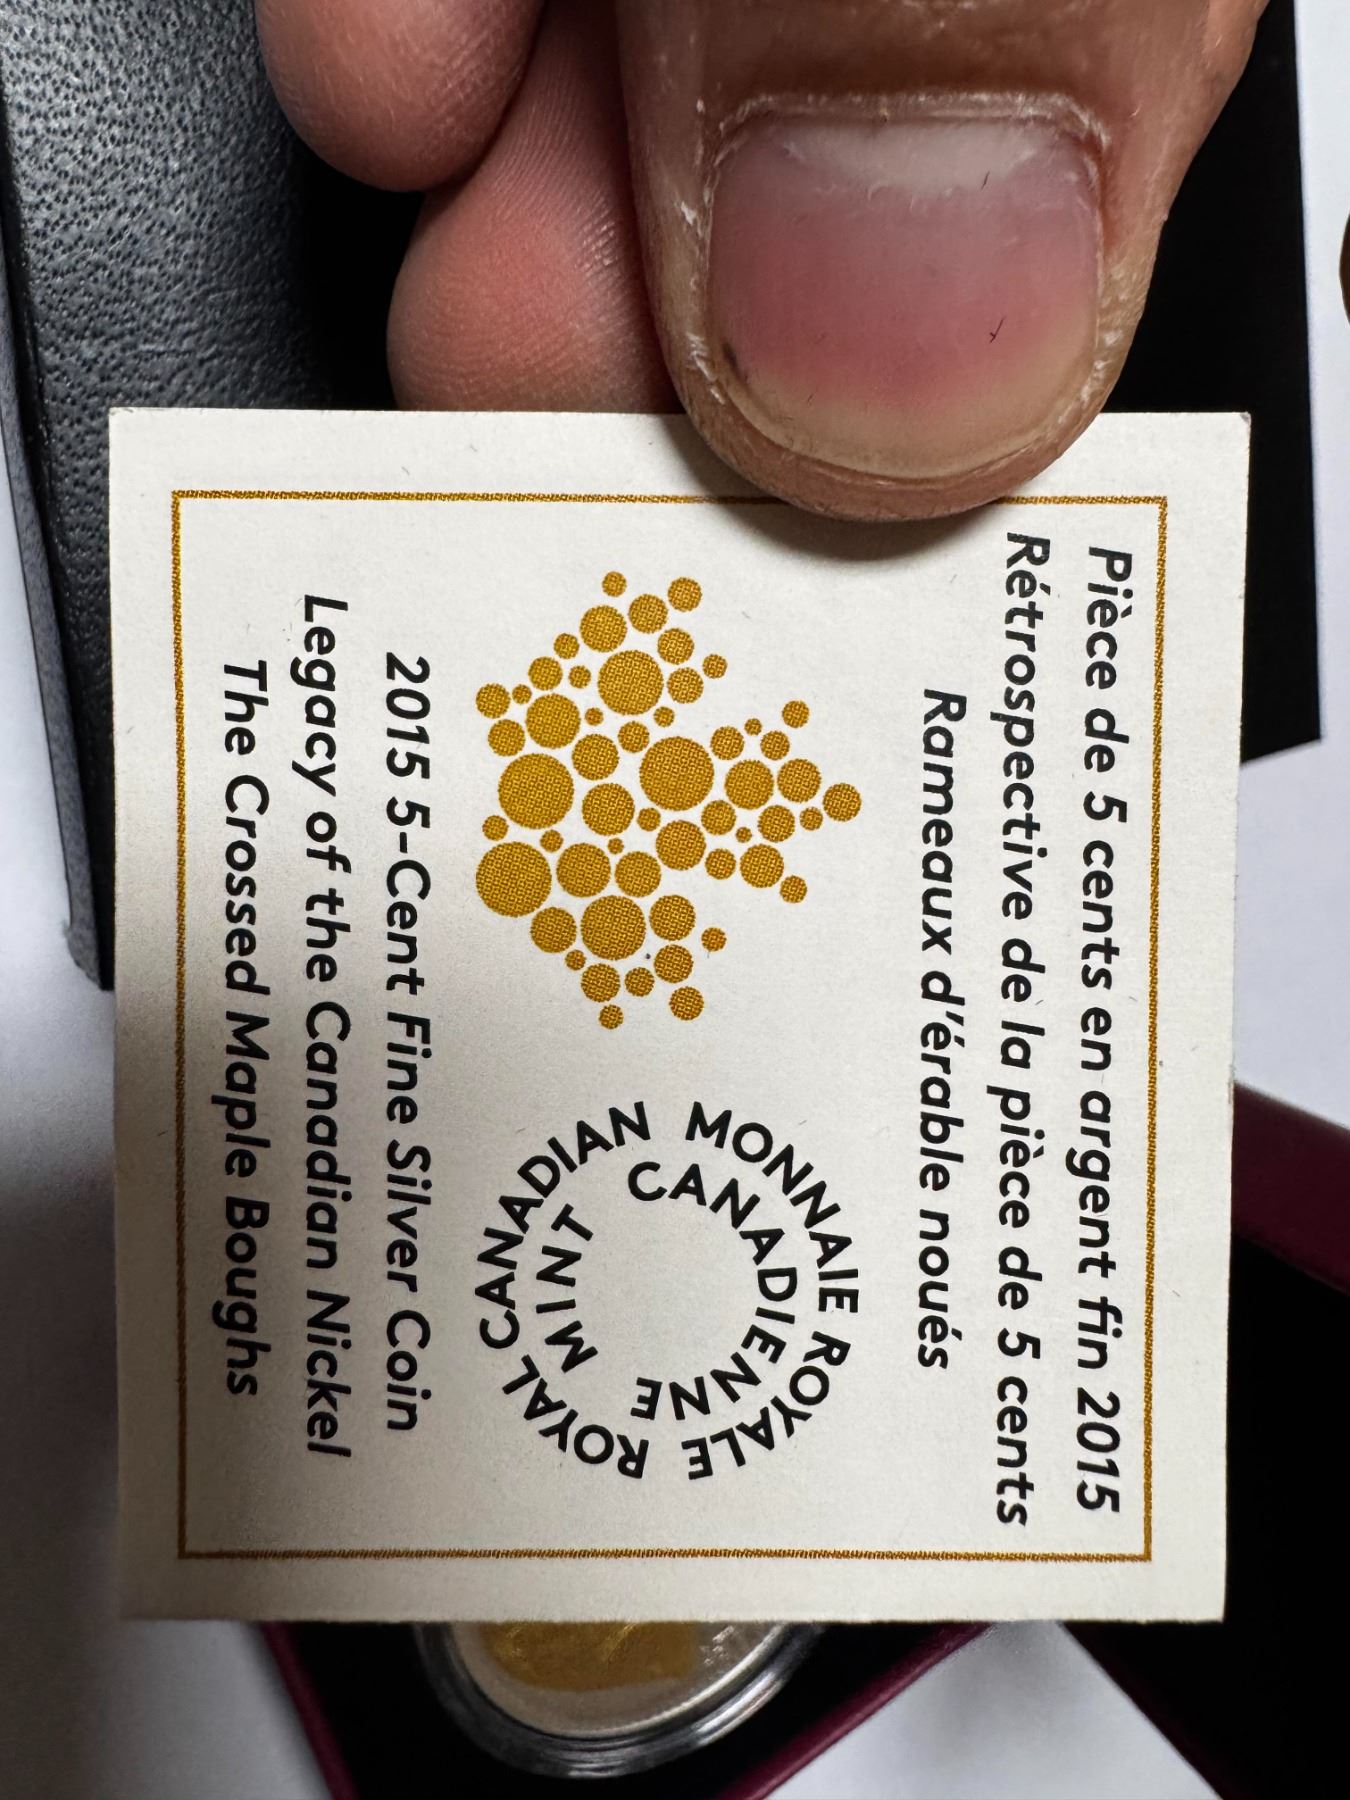 Pièce de 5 cents en argent fin 2015
Rétrospective de la pièce de 5 cents
Rameaux d'érable noués
MONNAIE ROYALE
CANADIENNE
ROYAL CANADIAN
MINT
2015 5-Cent Fine Silver Coin
Legacy of the Canadian Nickel
The Crossed Maple Boughs